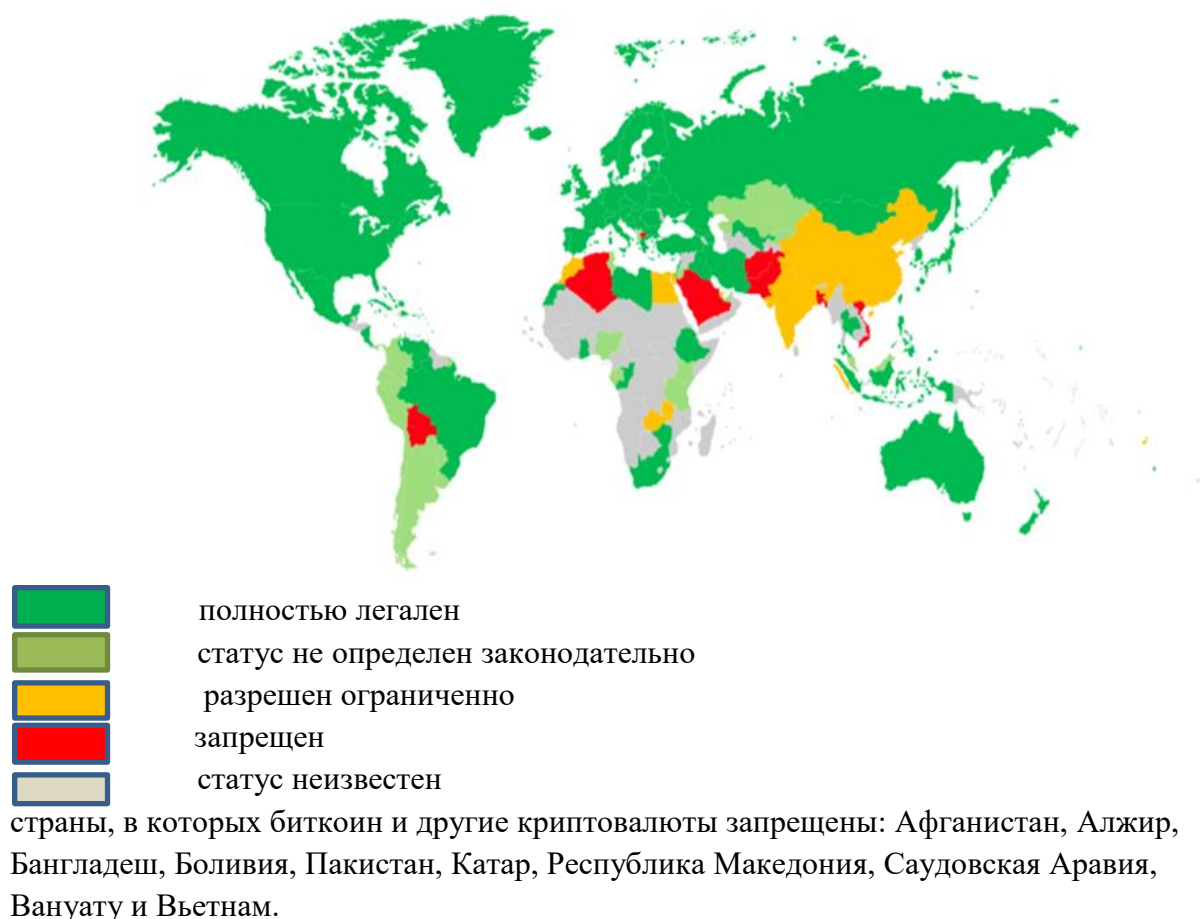 полностью легален
статус не определен законодательно
разрешен ограниченно
запрещен
статус неизвестен
страны, в которых биткоин и другие криптовалюты запрещены: Афганистан, Алжир,
Бангладеш, Боливия, Пакистан, Катар, Республика Македония, Саудовская Аравия,
Вануату и Вьетнам.